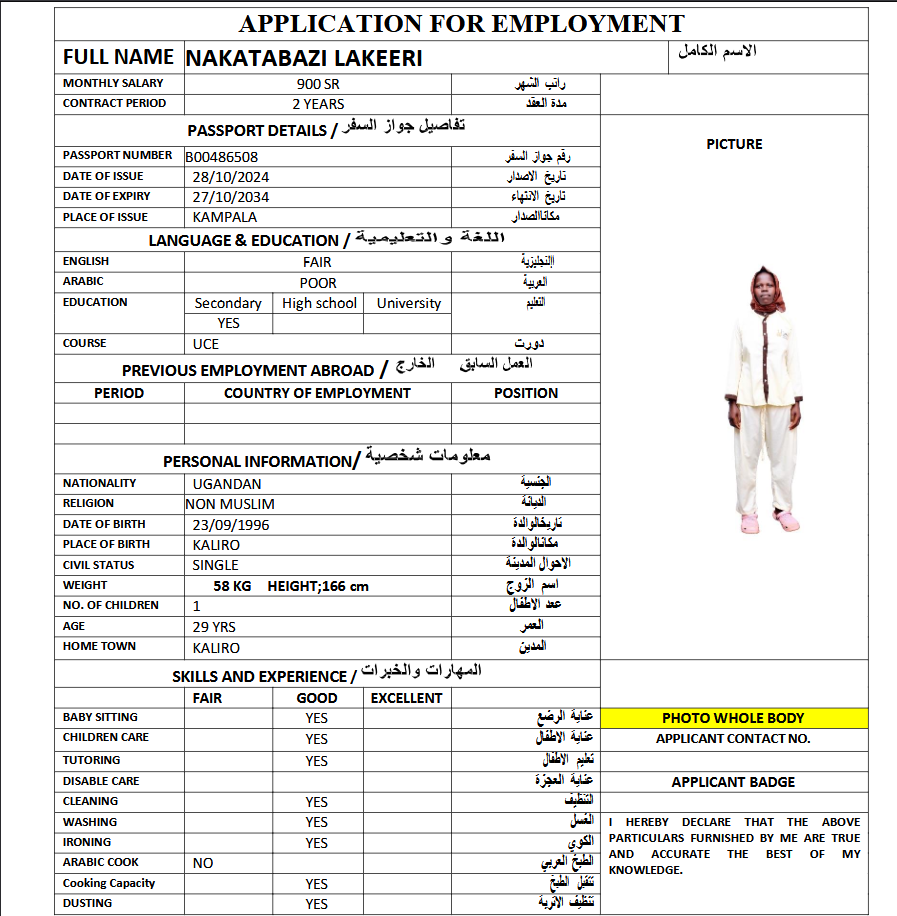 APPLICATION FOR EMPLOYMENT
FULL NAME NAKATABAZI LAKEERI الاسم الكامل
MONTHLY SALARY 900 SR راتب الشهر
CONTRACT PERIOD 2 YEARS مدة العقد
PASSPORT DETAILS / تفاصيل جواز السفر
PICTURE
PASSPORT NUMBER B00486508 رقم جواز السفر
DATE OF ISSUE 28/10/2024 تاريخ الاصدار
DATE OF EXPIRY 27/10/2034 تاريخ الانتهاء
PLACE OF ISSUE KAMPALA مكاناالصدار
LANGUAGE & EDUCATION / اللغة والتعليمية
ENGLISH FAIR اإلنجليزية
ARABIC POOR العربية
EDUCATION Secondary High school University التعليم
YES
COURSE UCE دورت
PREVIOUS EMPLOYMENT ABROAD / العمل السابق الخارج
PERIOD COUNTRY OF EMPLOYMENT POSITION
PERSONAL INFORMATION/ معلومات شخصية
NATIONALITY UGANDAN الجنسية
RELIGION NON MUSLIM الديانة
DATE OF BIRTH 23/09/1996 تاريخالوالدة
PLACE OF BIRTH KALIRO مكانالوالدة
CIVIL STATUS SINGLE الاحوال المدينة
WEIGHT 58 KG HEIGHT;166 cm اسم الزوج
NO. OF CHILDREN 1 عدد الاطفال
AGE 29 YRS العمر
HOME TOWN KALIRO المدين
SKILLS AND EXPERIENCE / المهارات والخبرات
FAIR GOOD EXCELLENT
BABY SITTING YES عناية الرضع
PHOTO WHOLE BODY
CHILDREN CARE YES عناية الاطفال
APPLICANT CONTACT NO.
TUTORING YES تعليم الاطفال
DISABLE CARE عناية العجزة
APPLICANT BADGE
CLEANING YES التنظيف
WASHING YES الغسل
IRONING YES الكوي
ARABIC COOK NO الطبخ العربي
Cooking Capacity YES الطبخ
DUSTING YES تنظيف الاتربة
I HEREBY DECLARE THAT THE ABOVE
PARTICULARS FURNISHED BY ME ARE TRUE
AND ACCURATE THE BEST OF MY
KNOWLEDGE.